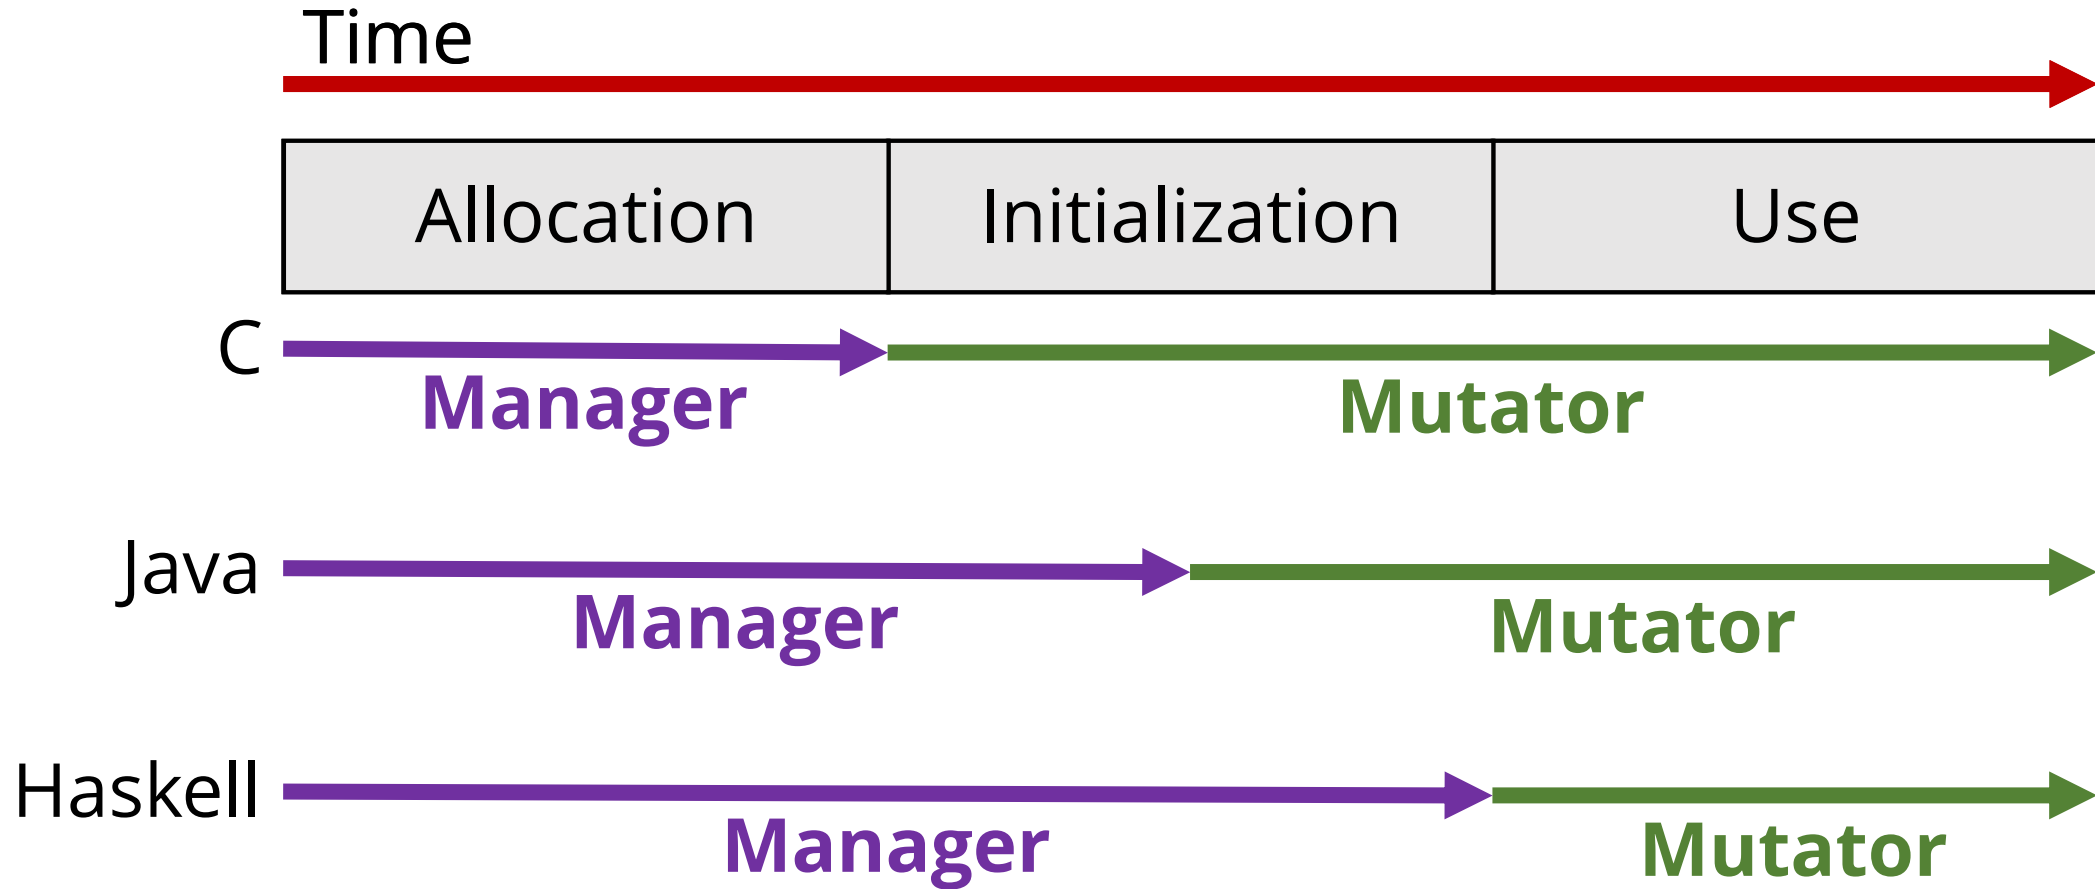 Time
Allocation Initialization Use
C
Manager Mutator
Java
Manager Mutator
Haskell
Manager Mutator